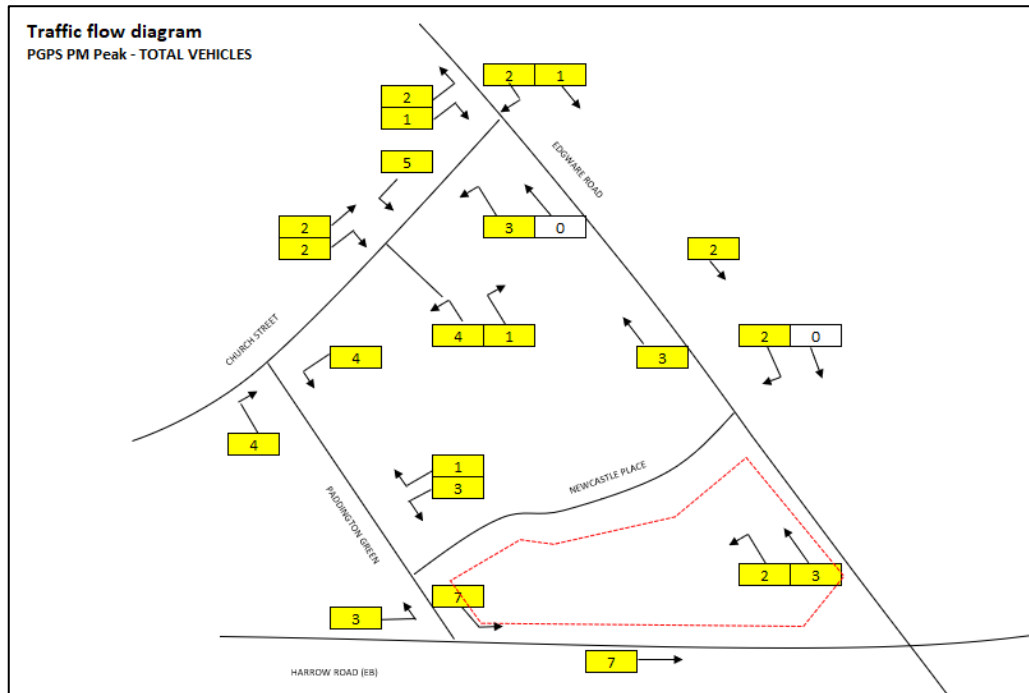 Traffic flow diagram
PGPS PM Peak - TOTAL VEHICLES
2 1
2
1
EDGWARE ROAD
5
2
2
3 0
2
CHURCH STREET
4 1
2 0
4
3
4
1
3
NEWCASTLE PLACE
PADDINGTON GREEN
2 3
7
3
7
HARROW ROAD (EB)